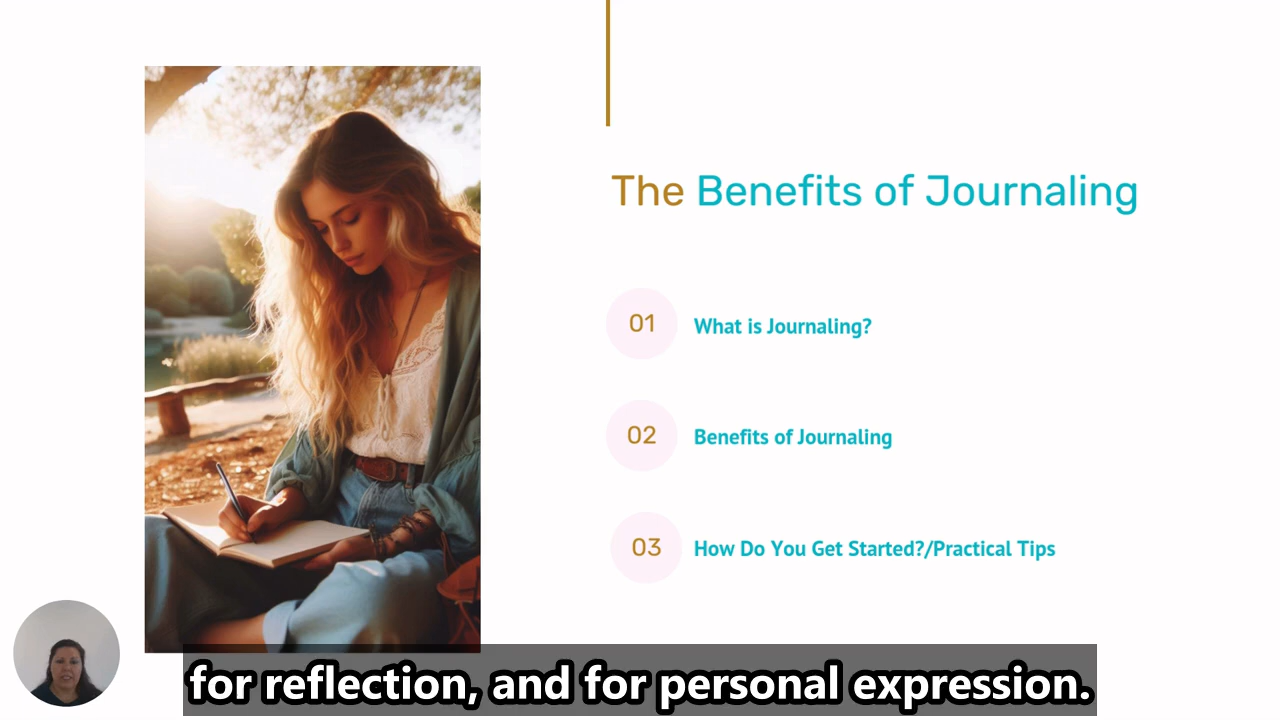 The Benefits of Journaling
01 What is Journaling?
02 Benefits of Journaling
03 How Do You Get Started?/Practical Tips
for reflection, and for personal expression.